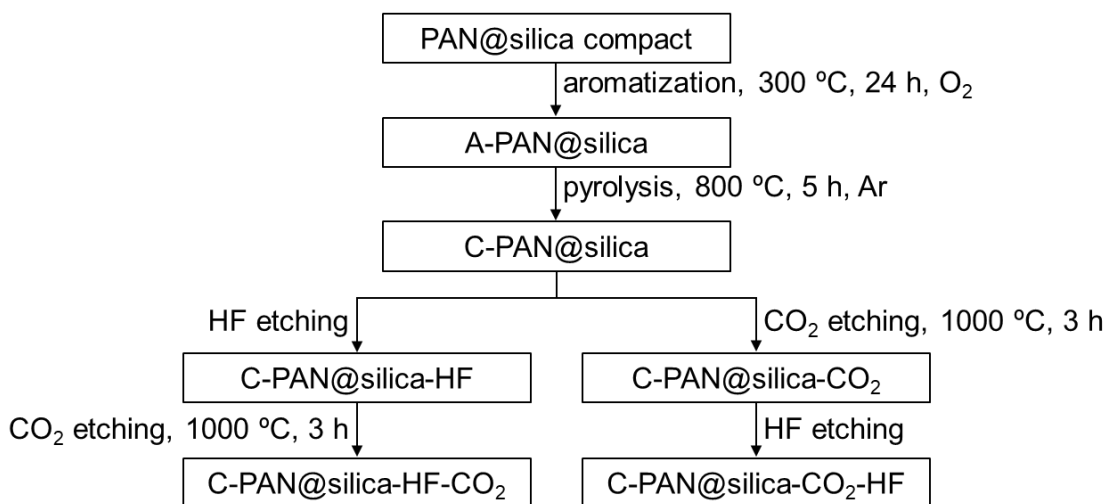 PAN@silica compact
aromatization, 300 ºC, 24 h, O₂
A-PAN@silica
pyrolysis, 800 ºC, 5 h, Ar
C-PAN@silica
HF etching
CO₂ etching, 1000 ºC, 3 h
C-PAN@silica-HF
C-PAN@silica-CO₂
CO₂ etching, 1000 ºC, 3 h
HF etching
C-PAN@silica-HF-CO₂
C-PAN@silica-CO₂-HF